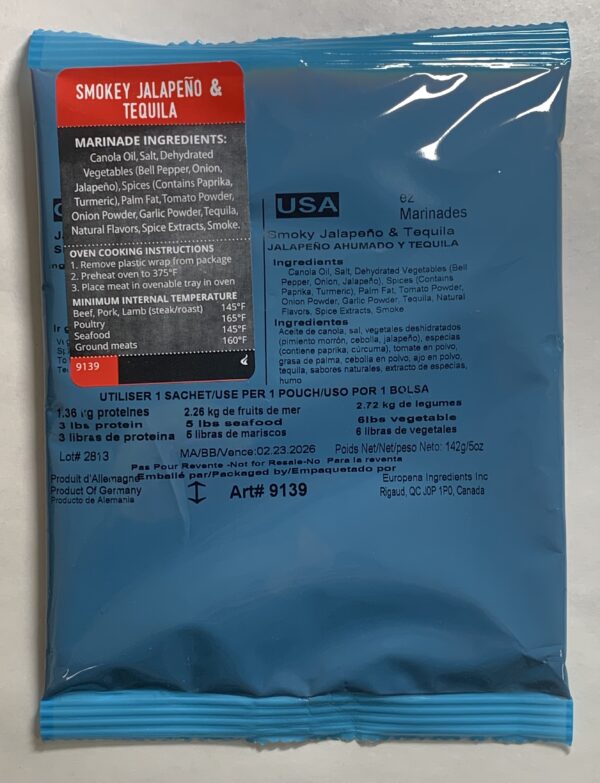 SMOKEY JALAPEÑO &
TEQUILA
MARINADE INGREDIENTS:
Canola Oil, Salt, Dehydrated
Vegetables (Bell Pepper, Onion,
Jalapeño), Spices (Contains Paprika,
Turmeric), Palm Fat, Tomato Powder,
Onion Powder, Garlic Powder, Tequila,
Natural Flavors, Spice Extracts, Smoke.
OVEN COOKING INSTRUCTIONS
1. Remove plastic wrap from package
2. Preheat oven to 375°F
3. Place meat in ovenable tray in oven
MINIMUM INTERNAL TEMPERATURE
Beef, Pork, Lamb (steak/roast) 145°F
Poultry 165°F
Seafood 145°F
Ground meats 160°F
9139
USA
ez
Marinades
Smoky Jalapeño & Tequila
JALAPEÑO AHUMADO Y TEQUILA
Ingredients
Canola Oil, Salt, Dehydrated Vegetables (Bell
Pepper, Onion, Jalapeño), Spices (Contains
Paprika, Turmeric), Palm Fat, Tomato Powder,
Onion Powder, Garlic Powder, Tequila, Natural
Flavors, Spice Extracts, Smoke.
Ingredientes
Aceite de canola, sal, vegetales deshidratados
(pimiento morrón, cebolla, jalapeño), especias
(contiene paprika, cúrcuma), tomate en polvo,
grasa de palma, cebolla en polvo, ajo en polvo,
tequila, sabores naturales, extracto de especias,
humo
UTILISER 1 SACHET/USE PER 1 POUCH/USO POR 1 BOLSA
1.36 kg proteines 2.26 kg de fruits de mer 2.72 kg de legumes
3 lbs protein 5 lbs seafood 6lbs vegetable
3 libras de proteina 5 libras de mariscos 6 libras de vegetales
Lot# 2813 MA/BB/Vence:02.23.2026 Poids Net/Net/peso Neto: 142g/5oz
Pas Pour Revente -Not for Resale-No Para la reventa
Produit d'Allemagne Emballé par/Packaged by/Empaquetado por Europena Ingredients Inc
Product Of Germany Art# 9139 Rigaud, QC J0P 1P0, Canada
Producto de Alemania